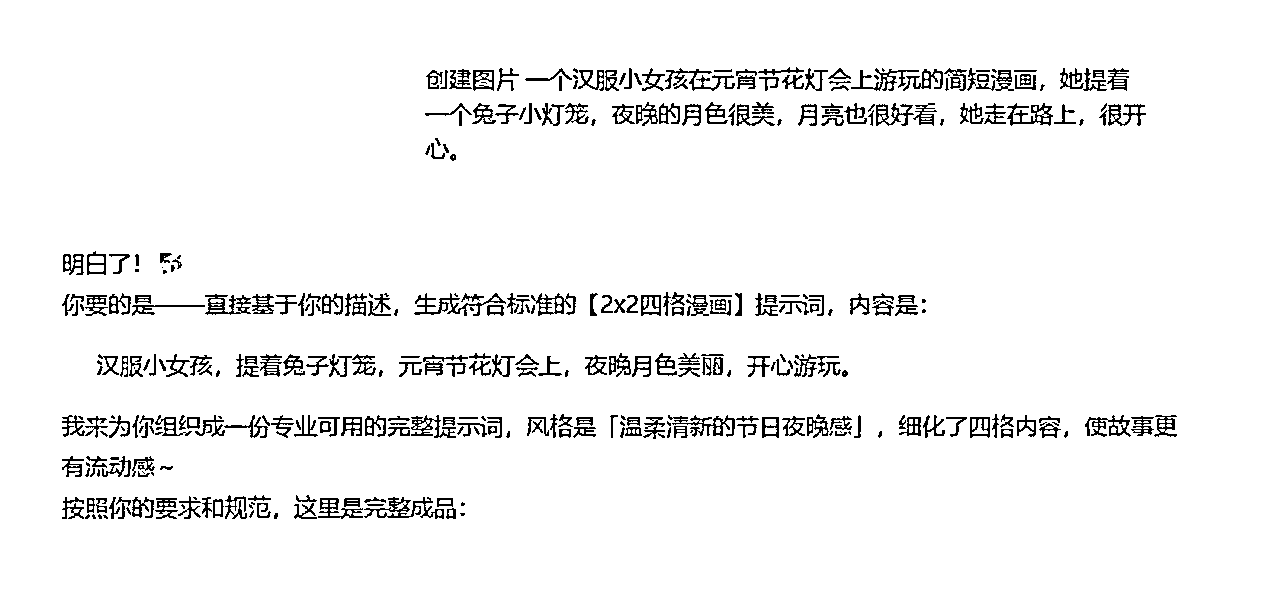 创建图片 一个汉服小女孩在元宵节花灯会上游玩的简短漫画，她提着
一个兔子小灯笼，夜晚的月色很美，月亮也很好看，她走在路上，很开
心。
明白了！
你要的是——直接基于你的描述，生成符合标准的【2x2四格漫画】提示词，内容是：
汉服小女孩，提着兔子灯笼，元宵节花灯会上，夜晚月色美丽，开心游玩。
我来为你组织成一份专业可用的完整提示词，风格是「温柔清新的节日夜晚感」，细化了四格内容，使故事更
有流动感~
按照你的要求和规范，这里是完整成品：